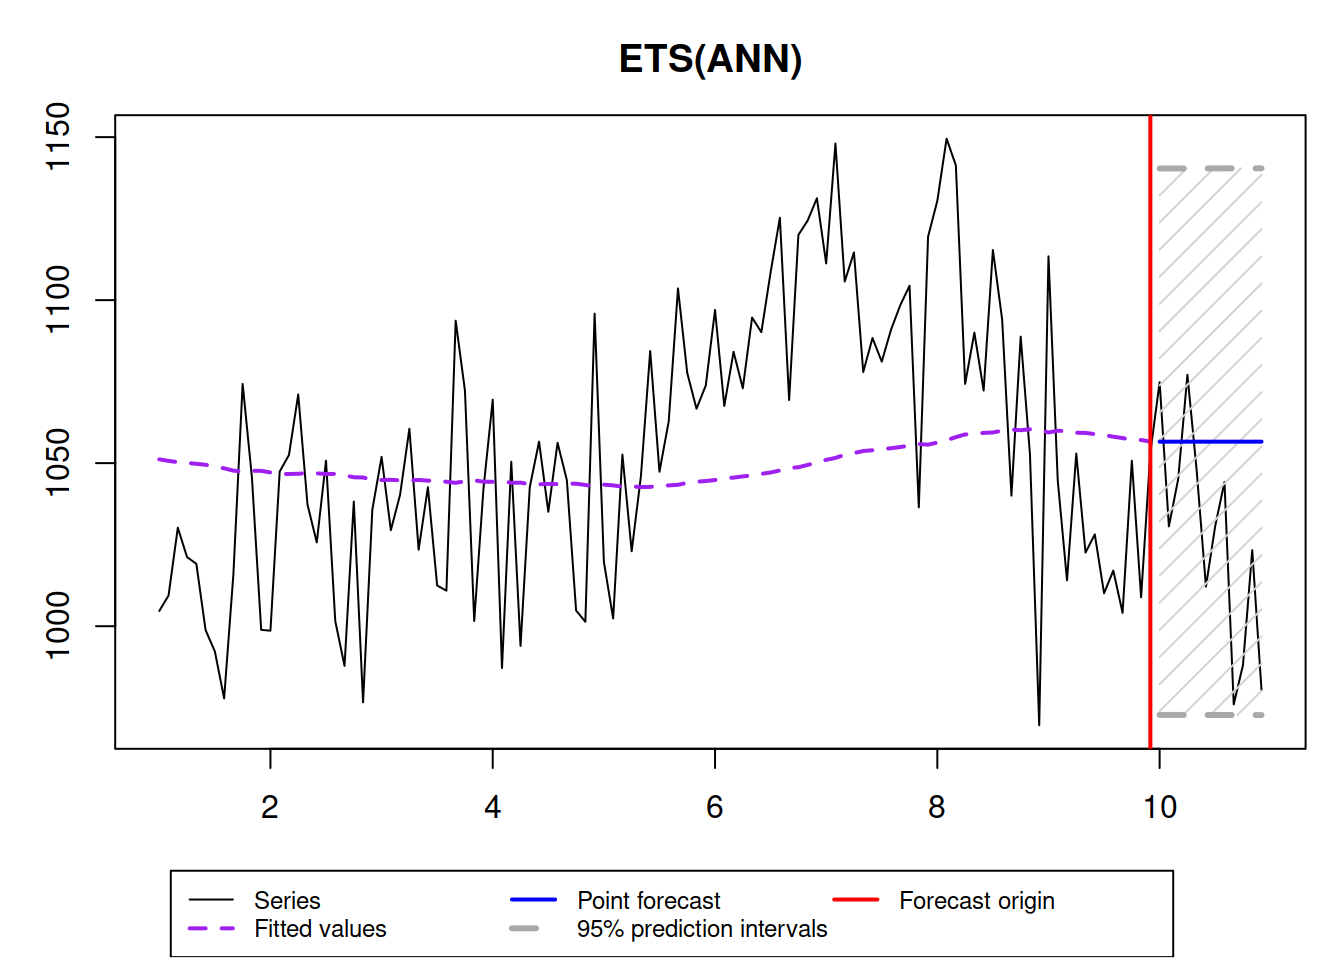 ETS(ANN)
1150
1100
1050
1000
2 4 6 8 10
Series Point forecast Forecast origin
Fitted values 95% prediction intervals